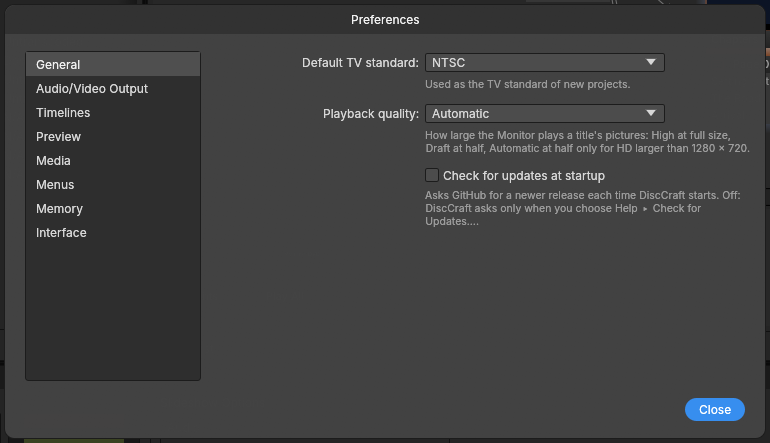 Preferences
General
Audio/Video Output
Timelines
Preview
Media
Menus
Memory
Interface
Default TV standard: NTSC
Used as the TV standard of new projects.
Playback quality: Automatic
How large the Monitor plays a title's pictures: High at full size,
Draft at half, Automatic at half only for HD larger than 1280 × 720.
Check for updates at startup
Asks GitHub for a newer release each time DiscCraft starts. Off:
DiscCraft asks only when you choose Help ▸ Check for
Updates....
Close